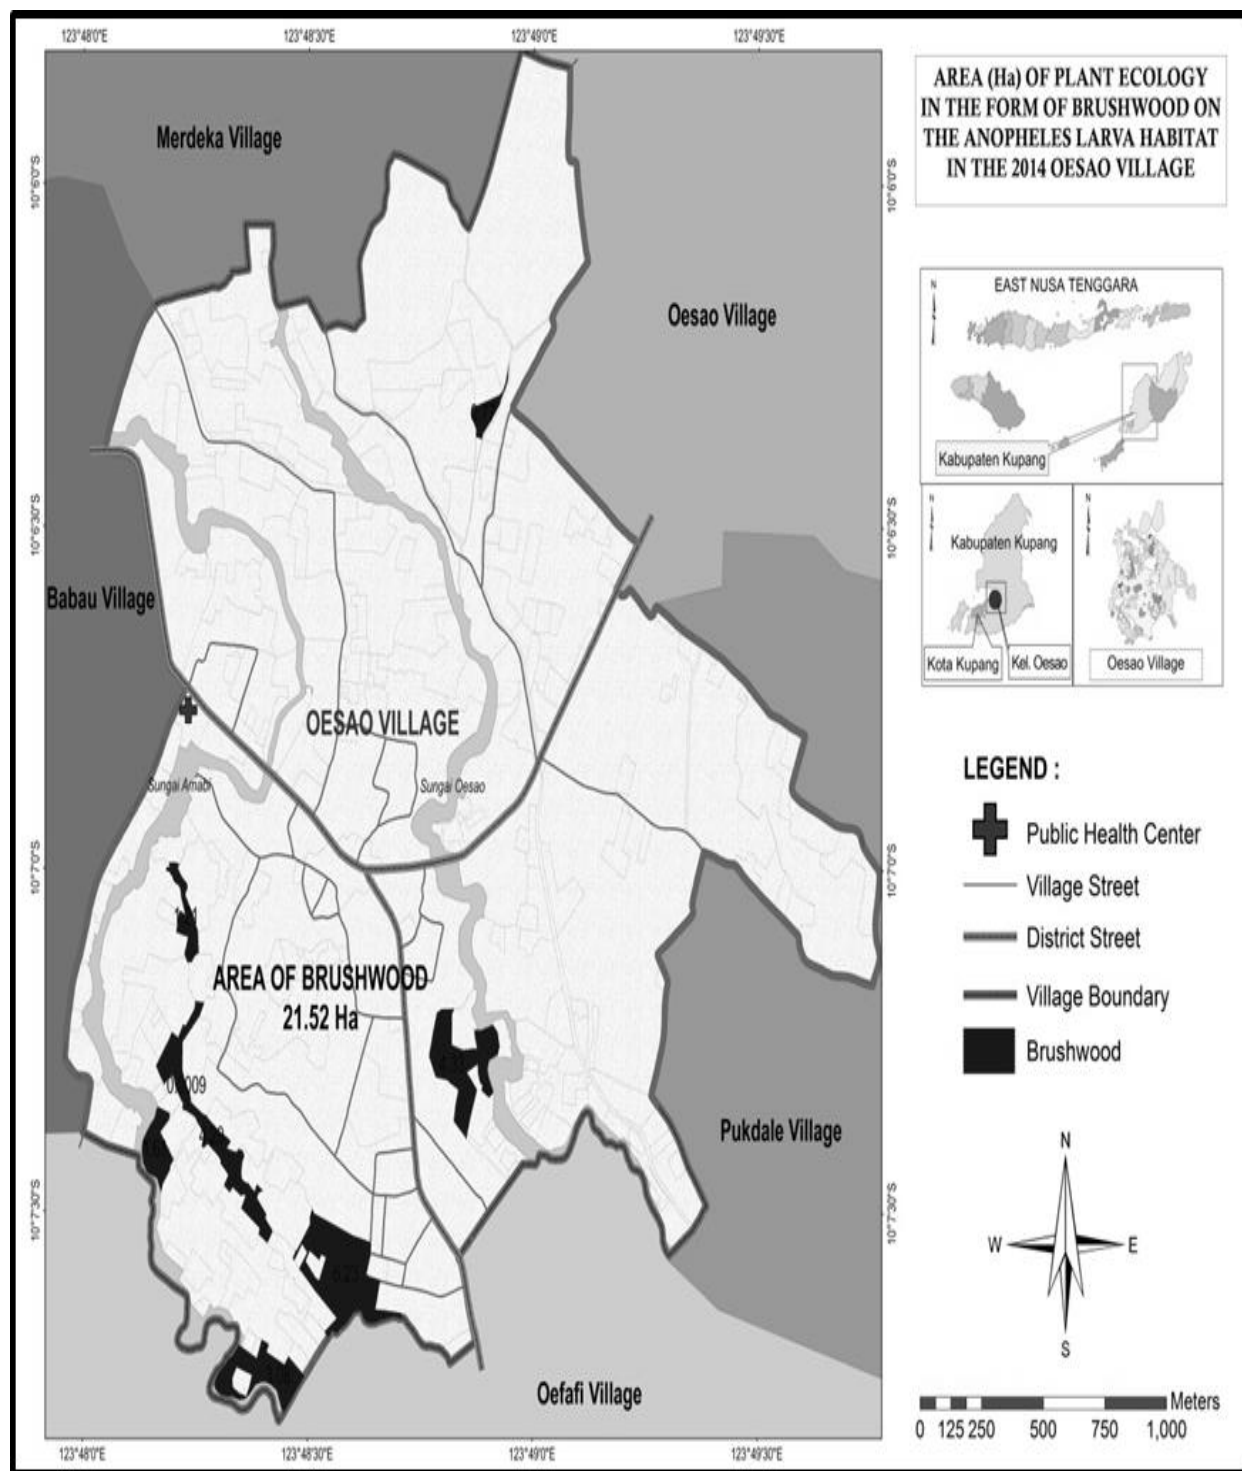 123°48'0"E
123°48'30"E
123°49'0"E
123°49'30"E
AREA (Ha) OF PLANT ECOLOGY
IN THE FORM OF BRUSHWOOD ON
THE ANOPHELES LARVA HABITAT
IN THE 2014 OESAO VILLAGE
Merdeka Village
10°6'0"S
10°6'0"S
Oesao Village
N
EAST NUSA TENGGARA
Kabupaten Kupang
10°6'30"S
10°6'30"S
N
Kabupaten Kupang
Kota Kupang
Kel. Oesao
N
Oesao Village
Babau Village
OESAO VILLAGE
Sungai Amabi
Sungai Oesao
LEGEND :
Public Health Center
Village Street
District Street
Village Boundary
Brushwood
10°7'0"S
10°7'0"S
AREA OF BRUSHWOOD
21.52 Ha
Pukdale Village
10°7'30"S
10°7'30"S
N
W
E
S
Oefafi Village
Meters
0 125 250 500 750 1,000
123°48'0"E
123°48'30"E
123°49'0"E
123°49'30"E